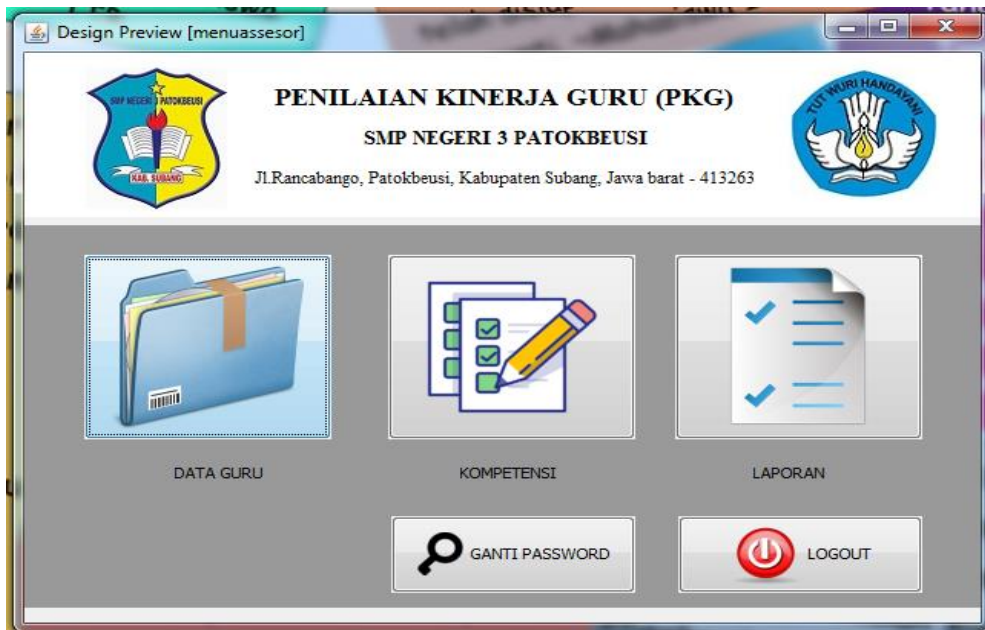 Design Preview [menuassesor]
SMP NEGERI 3 PATOKBEUSI
KAB. SUBANG
PENILAIAN KINERJA GURU (PKG)
SMP NEGERI 3 PATOKBEUSI
Jl.Rancabango, Patokbeusi, Kabupaten Subang, Jawa barat - 413263
TUT WURI HANDAYANI
DATA GURU
KOMPETENSI
LAPORAN
GANTI PASSWORD
LOGOUT